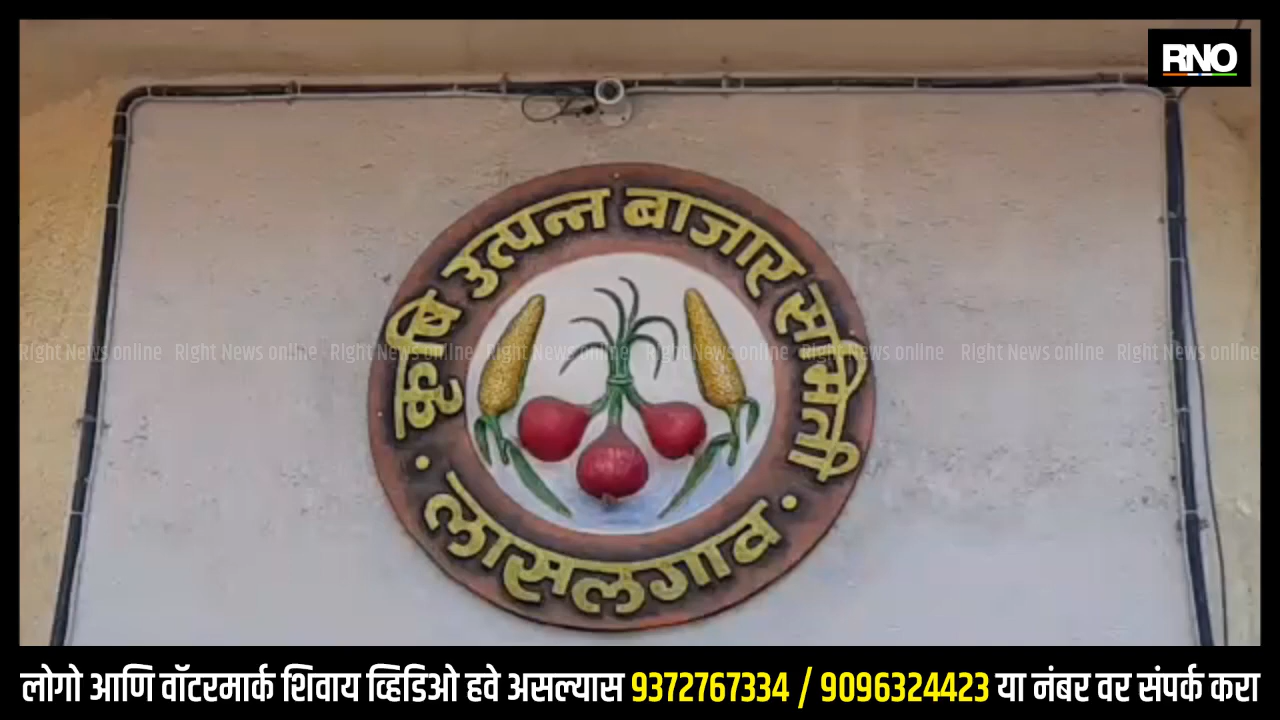 RNO
कृषि उत्पन्न बाजार समिती
लासलगाव
Right News online Right News online Right News online Right News online Right News online Right News online Right News online Right News online
लोगो आणि वॉटरमार्क शिवाय व्हिडिओ हवे असल्यास 9372767334 / 9096324423 या नंबर वर संपर्क करा